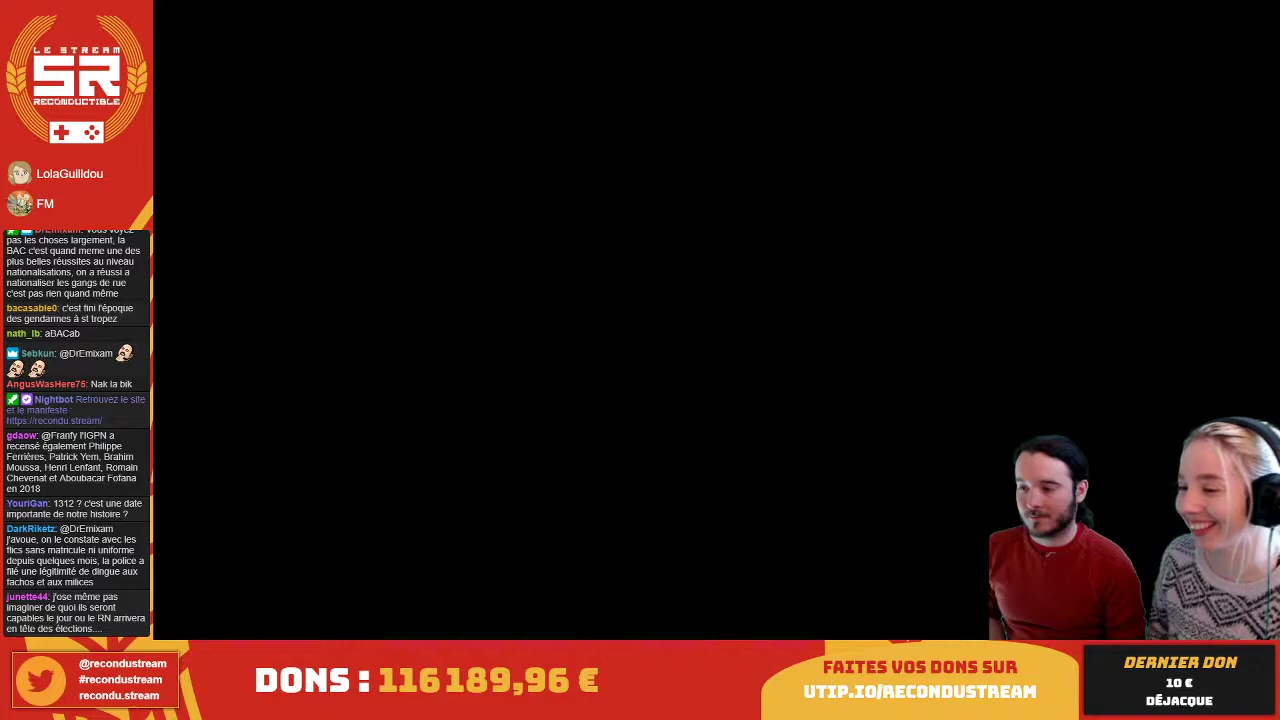 LE STREAM
SR
RECONDUCTIBLE
LolaGuilldou
FM
DrEmixam: Vous voyez
pas les choses largement, la
BAC c'est quand meme une des
plus belles réussites au niveau
nationalisations, on a réussi a
nationaliser les gangs de rue
c'est pas rien quand même
bacasable0: c'est fini l'époque
des gendarmes à st tropez
nath_lb: aBACab
Sebkun: @DrEmixam
AngusWasHere76: Nak la bik
Nightbot Retrouvez le site
et le manifeste :
https://recondu.stream/
gdaow: @Franfy l'IGPN a
recensé également Philippe
Ferrières, Patrick Yem, Brahim
Moussa, Henri Lenfant, Romain
Chevenat et Aboubacar Fofana
en 2018
YouriGan: 1312 ? c'est une date
importante de notre histoire ?
DarkRiketz: @DrEmixam
j'avoue, on le constate avec les
flics sans matricule ni uniforme
depuis quelques mois, la police a
filé une légitimité de dingue aux
fachos et aux milices
junette44: j'ose même pas
imaginer de quoi ils seront
capables le jour ou le RN arrivera
en tête des élections....
@recondustream
#recondustream
recondu.stream
DONS : 116 189,96 €
FAITES VOS DONS SUR
UTIP.IO/RECONDUSTREAM
DERNIER DON
10 €
DÉJACQUE